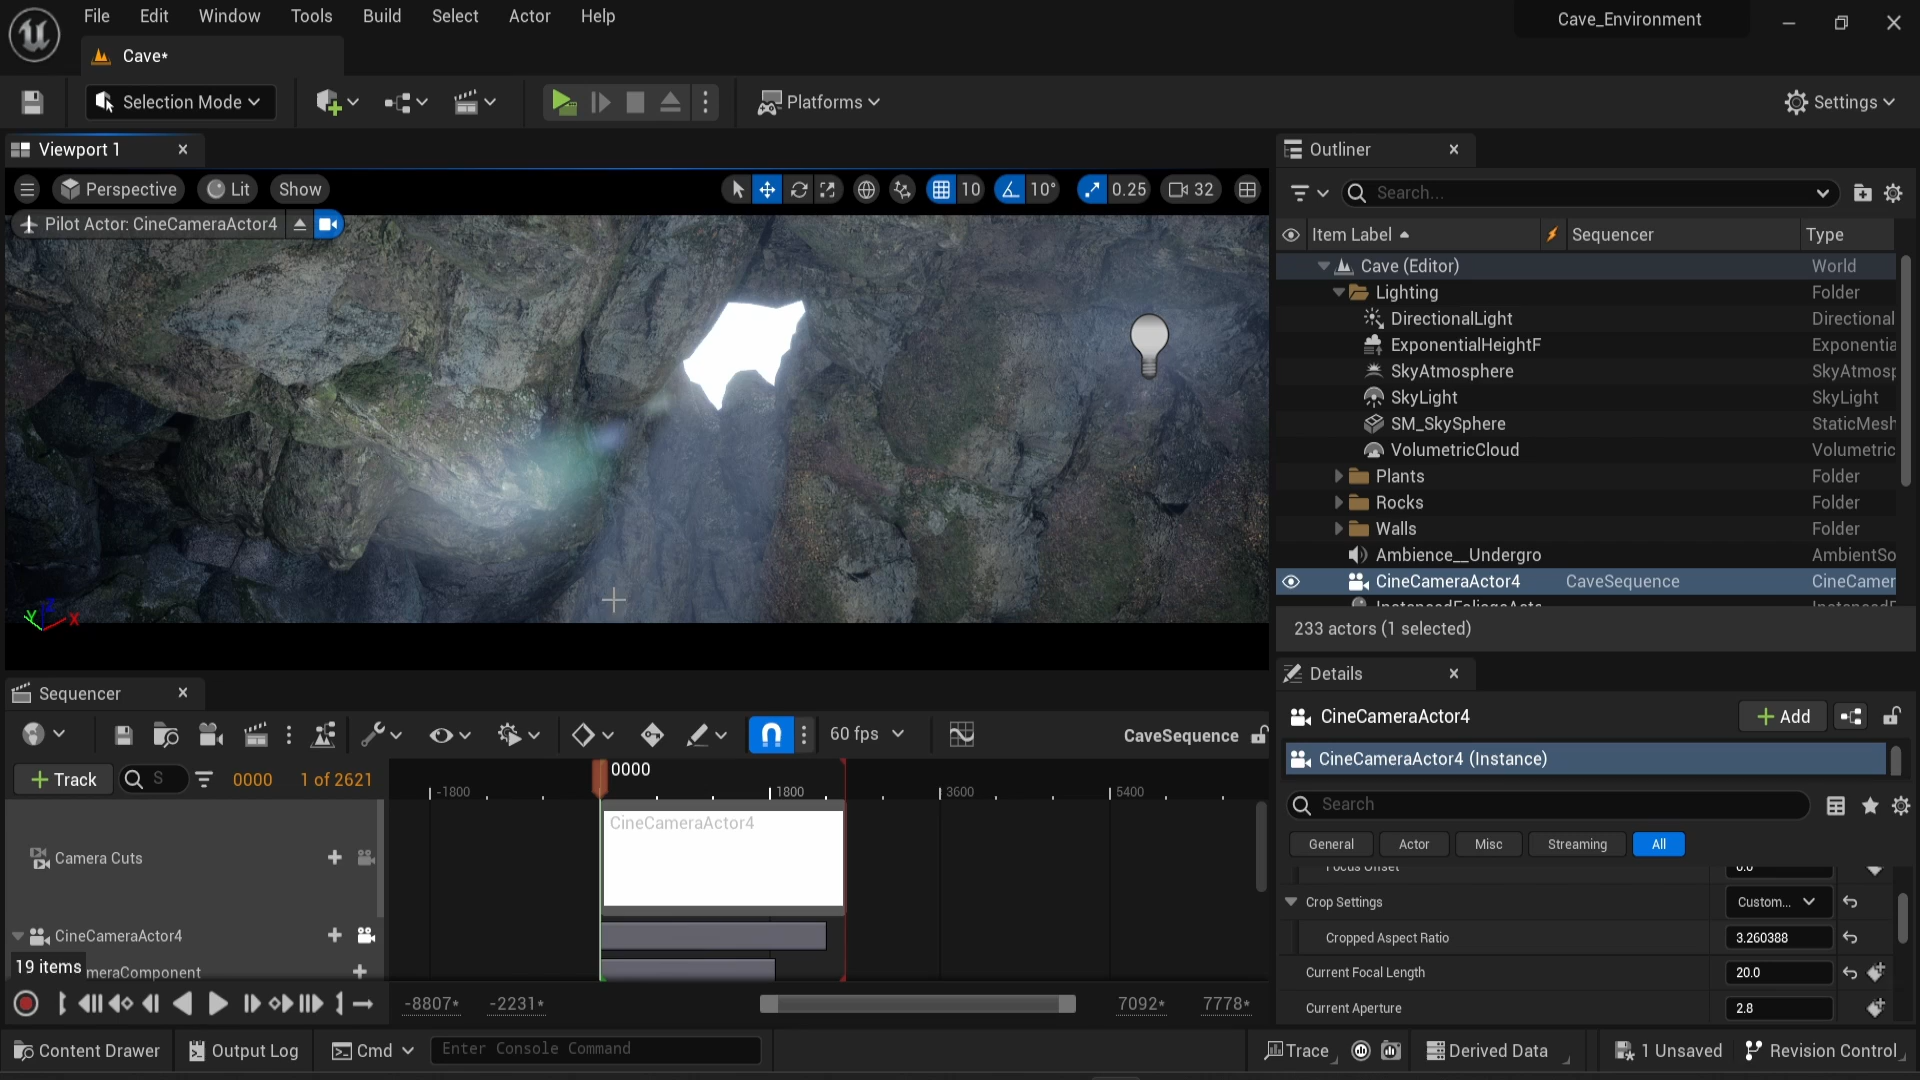 File Edit Window Tools Build Select Actor Help
Cave_Environment
Cave*
Selection Mode
Platforms
Settings
Viewport 1
Outliner
Perspective Lit Show
10 10° 0.25 32
Search...
Pilot Actor: CineCameraActor4
Item Label Sequencer Type
Cave (Editor) World
Lighting Folder
DirectionalLight Directional
ExponentialHeightF Exponentia
SkyAtmosphere SkyAtmosp
SkyLight SkyLight
SM_SkySphere StaticMesh
VolumetricCloud Volumetric
Plants Folder
Rocks Folder
Walls Folder
Ambience__Undergro AmbientSo
CineCameraActor4 CaveSequence CineCamer
233 actors (1 selected)
Details
CineCameraActor4
Add
CineCameraActor4 (Instance)
Search
General Actor Misc Streaming All
Focus Offset 0.0
Crop Settings Custom...
Cropped Aspect Ratio 3.260388
Current Focal Length 20.0
Current Aperture 2.8
Sequencer
60 fps
CaveSequence
Track
S
0000 1 of 2621
0000
-1800 1800 3600 5400
CineCameraActor4
Camera Cuts
CineCameraActor4
19 items
meraComponent
-8807* -2231* 7092* 7778*
Content Drawer Output Log Cmd Enter Console Command Trace Derived Data 1 Unsaved Revision Control